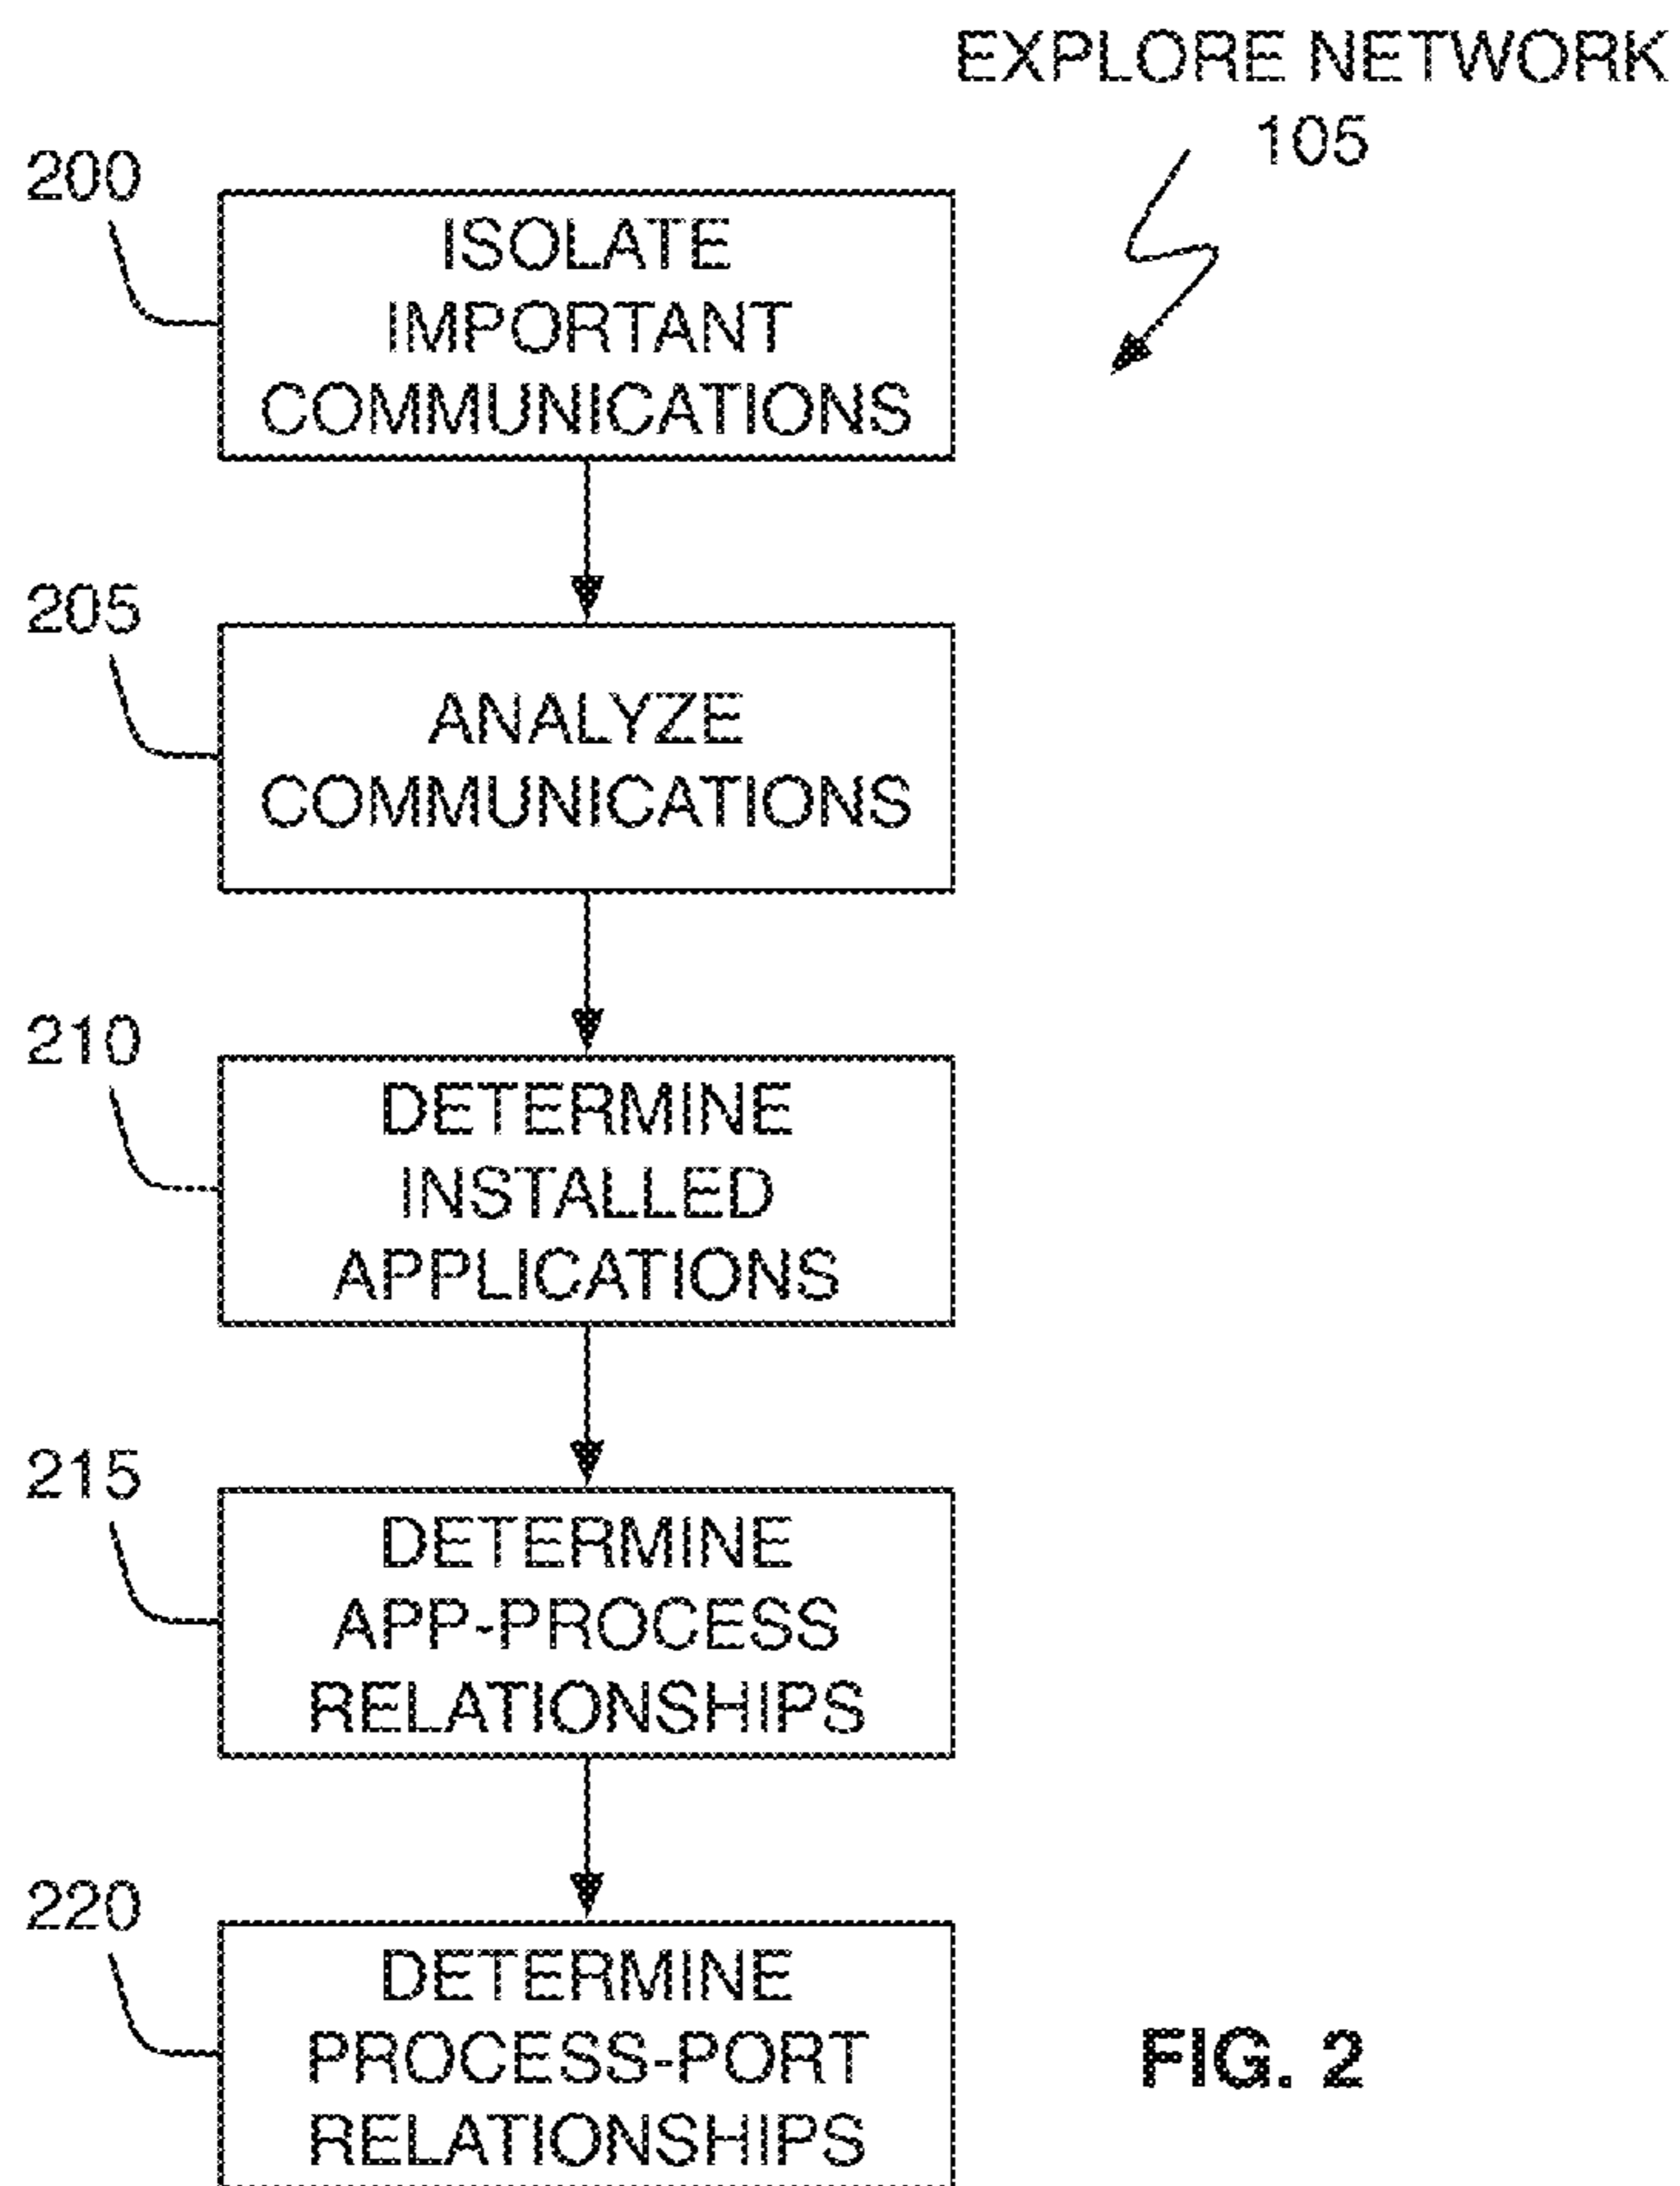 EXPLORE NETWORK
105
200
ISOLATE
IMPORTANT
COMMUNICATIONS
205
ANALYZE
COMMUNICATIONS
210
DETERMINE
INSTALLED
APPLICATIONS
215
DETERMINE
APP-PROCESS
RELATIONSHIPS
220
DETERMINE
PROCESS-PORT
RELATIONSHIPS
FIG. 2